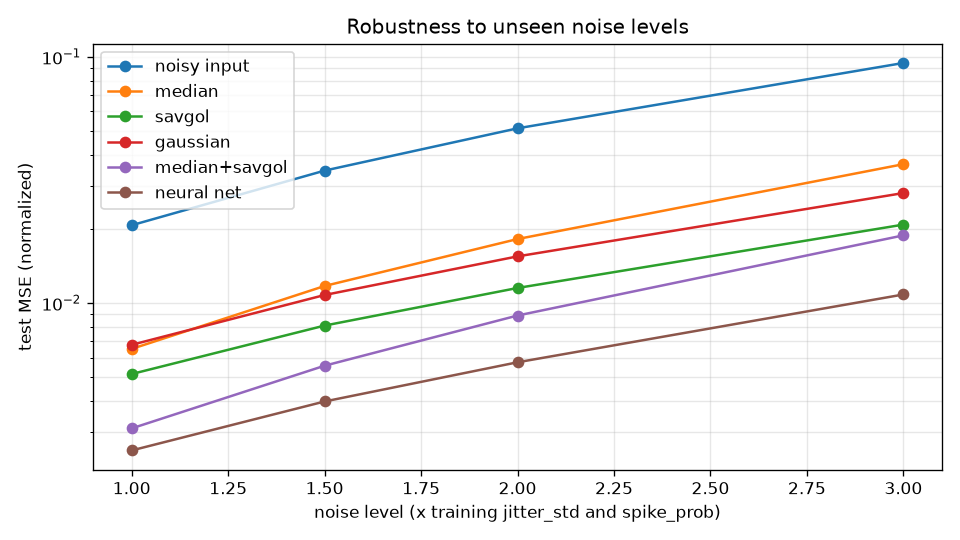 Robustness to unseen noise levels
10⁻¹
10⁻²
test MSE (normalized)
noisy input
median
savgol
gaussian
median+savgol
neural net
1.00 1.25 1.50 1.75 2.00 2.25 2.50 2.75 3.00
noise level (x training jitter_std and spike_prob)